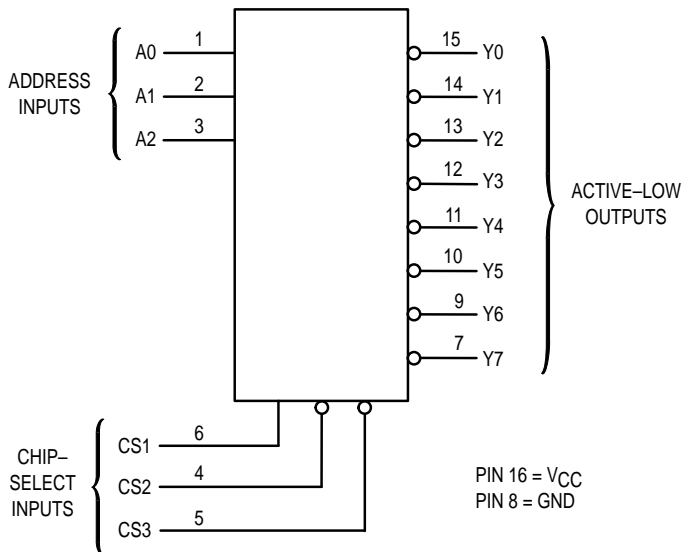 ADDRESS
INPUTS
A0 1
A1 2
A2 3
15 Y0
14 Y1
13 Y2
12 Y3
11 Y4
10 Y5
9 Y6
7 Y7
ACTIVE–LOW
OUTPUTS
CHIP–
SELECT
INPUTS
CS1 6
CS2 4
CS3 5
PIN 16 = VCC
PIN 8 = GND